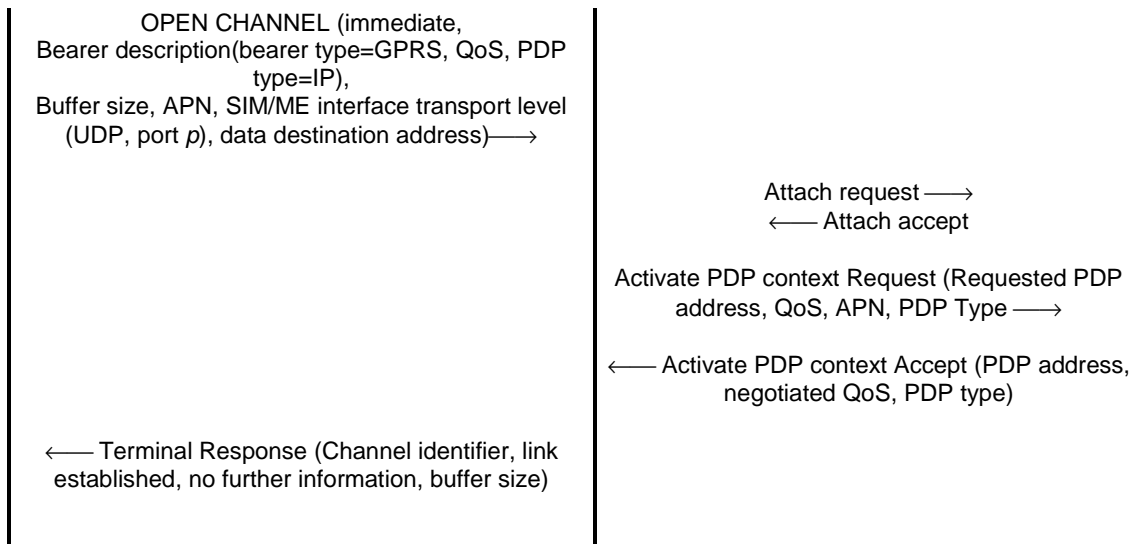 OPEN CHANNEL (immediate,
Bearer description(bearer type=GPRS, QoS, PDP
type=IP),
Buffer size, APN, SIM/ME interface transport level
(UDP, port p), data destination address)⟶
Attach request ⟶
⟵ Attach accept
Activate PDP context Request (Requested PDP
address, QoS, APN, PDP Type ⟶
⟵ Activate PDP context Accept (PDP address,
negotiated QoS, PDP type)
⟵ Terminal Response (Channel identifier, link
established, no further information, buffer size)